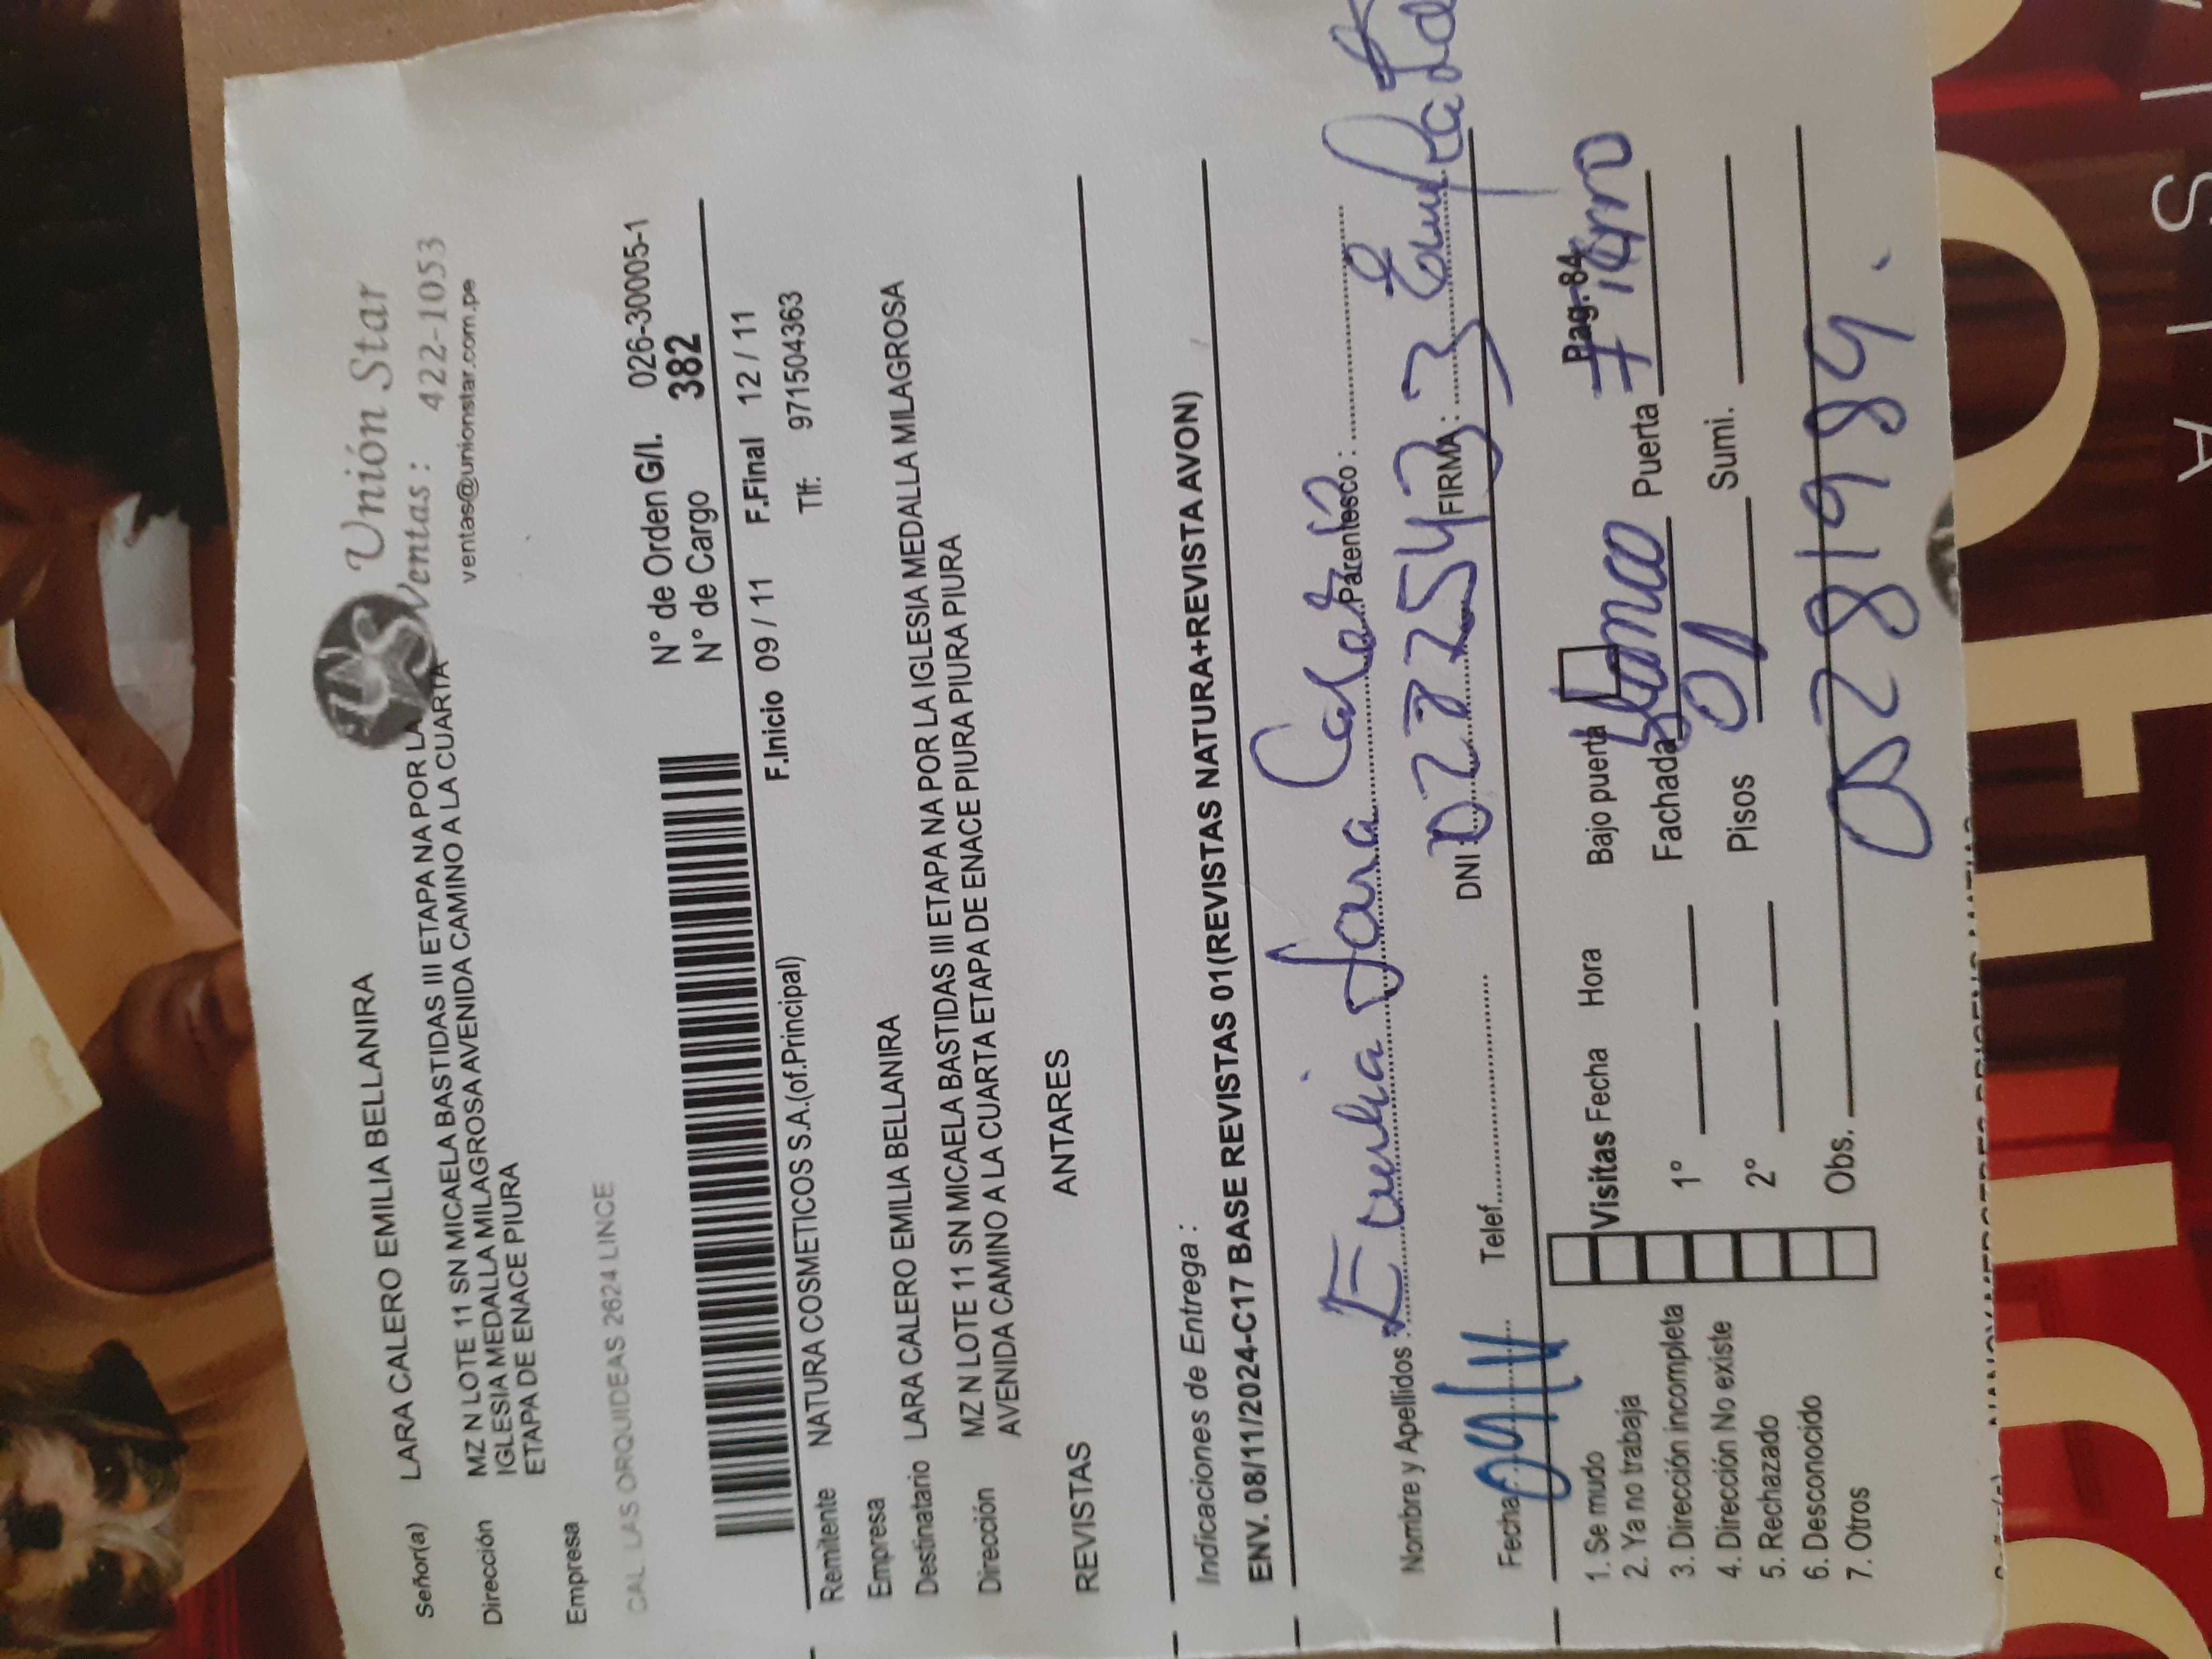 Unión Star
Ventas : 422-1053
ventas@unionstar.com.pe
Señor(a) LARA CALERO EMILIA BELLANIRA
Dirección MZ N LOTE 11 SN MICAELA BASTIDAS III ETAPA NA POR LA
IGLESIA MEDALLA MILAGROSA AVENIDA CAMINO A LA CUARTA
ETAPA DE ENACE PIURA
Empresa
CAL. LAS ORQUIDEAS 2624 LINCE
N° de Orden G/I. 026-30005-1
N° de Cargo 382
F.Inicio 09 / 11 F.Final 12 / 11
Remitente NATURA COSMETICOS S.A.(of.Principal) Tlf: 971504363
Empresa
Destinatario LARA CALERO EMILIA BELLANIRA
Dirección MZ N LOTE 11 SN MICAELA BASTIDAS III ETAPA NA POR LA IGLESIA MEDALLA MILAGROSA
AVENIDA CAMINO A LA CUARTA ETAPA DE ENACE PIURA PIURA PIURA
REVISTAS ANTARES
Indicaciones de Entrega :
ENV. 08/11/2024-C17 BASE REVISTAS 01(REVISTAS NATURA+REVISTA AVON)
Nombre y Apellidos : Emilia Lara Calero Parentesco :
Fecha 09/11 Telef. DNI : FIRMA :
Pag-84
1. Se mudo Visitas Fecha Hora Bajo puerta
2. Ya no trabaja
3. Dirección incompleta 1° Fachada Blanco Puerta Fierro
4. Dirección No existe
5. Rechazado 2° Pisos 01 Sumi.
6. Desconocido
7. Otros Obs. 05281984